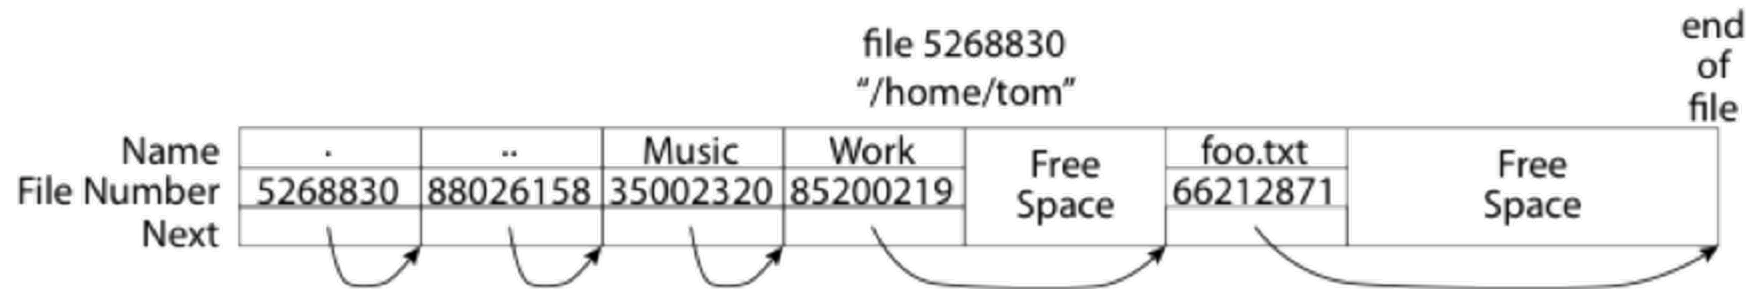 file 5268830
“/home/tom”
end
of
file
Name . .. Music Work Free Space foo.txt Free Space
File Number 5268830 88026158 35002320 85200219 66212871
Next